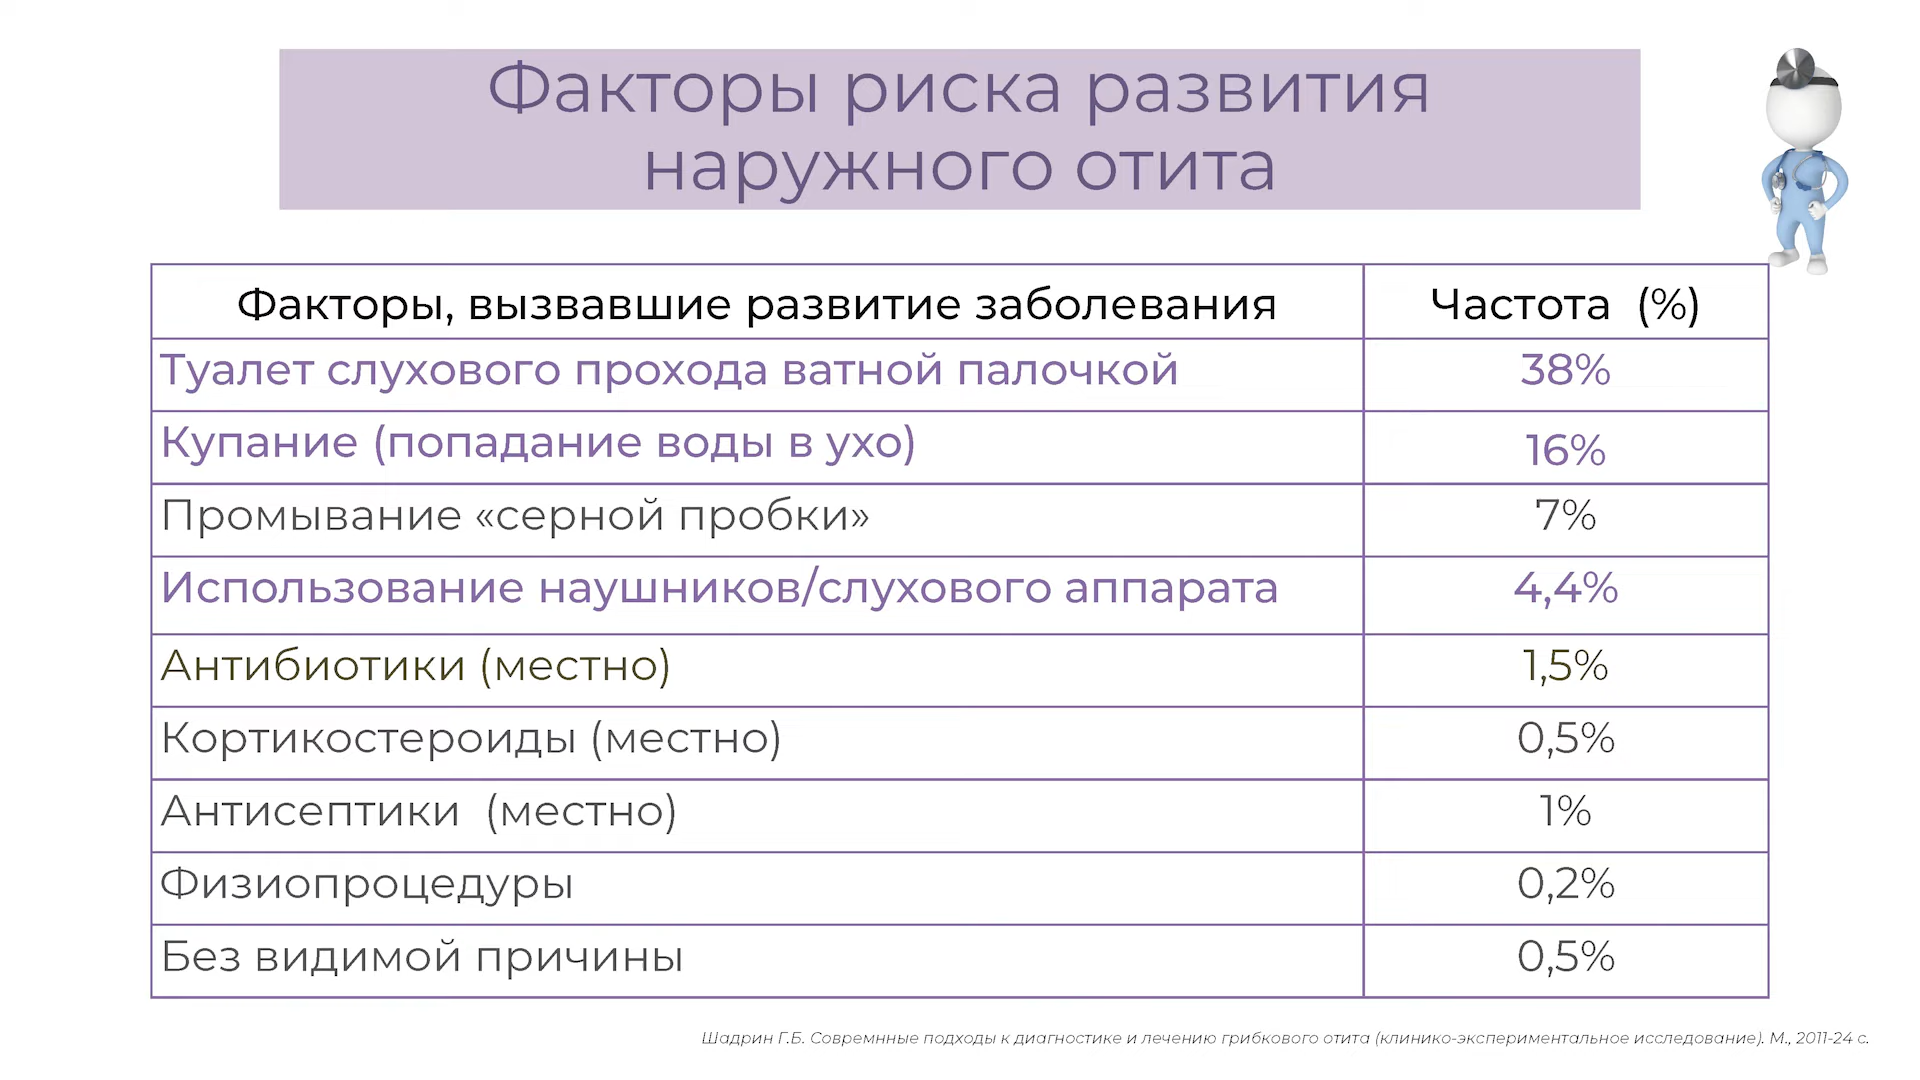 Факторы риска развития
наружного отита
Факторы, вызвавшие развитие заболевания Частота (%)
Туалет слухового прохода ватной палочкой 38%
Купание (попадание воды в ухо) 16%
Промывание «серной пробки» 7%
Использование наушников/слухового аппарата 4,4%
Антибиотики (местно) 1,5%
Кортикостероиды (местно) 0,5%
Антисептики (местно) 1%
Физиопроцедуры 0,2%
Без видимой причины 0,5%
Шадрин Г.Б. Совремнные подходы к диагностике и лечению грибкового отита (клинико-экспериментальное исследование). М., 2011-24 с.